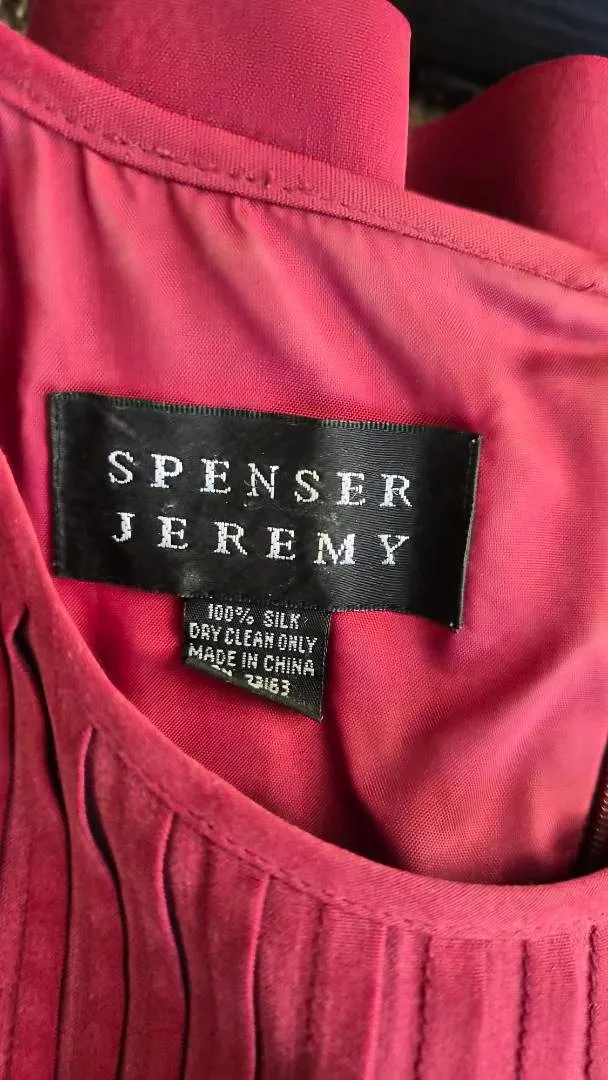 SPENSER
JEREMY
100% SILK
DRY CLEAN ONLY
MADE IN CHINA